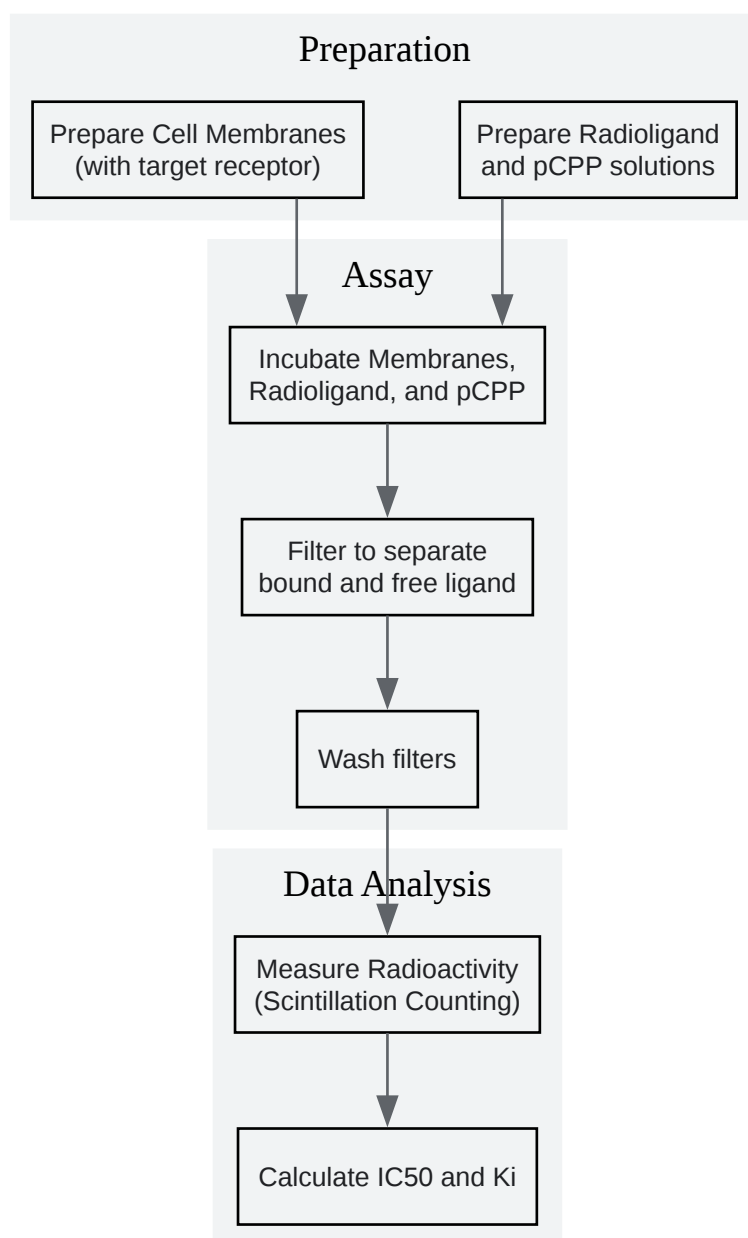 Preparation
Prepare Cell Membranes
(with target receptor)
Prepare Radioligand
and pCPP solutions
Assay
Incubate Membranes,
Radioligand, and pCPP
Filter to separate
bound and free ligand
Wash filters
Data Analysis
Measure Radioactivity
(Scintillation Counting)
Calculate IC50 and Ki